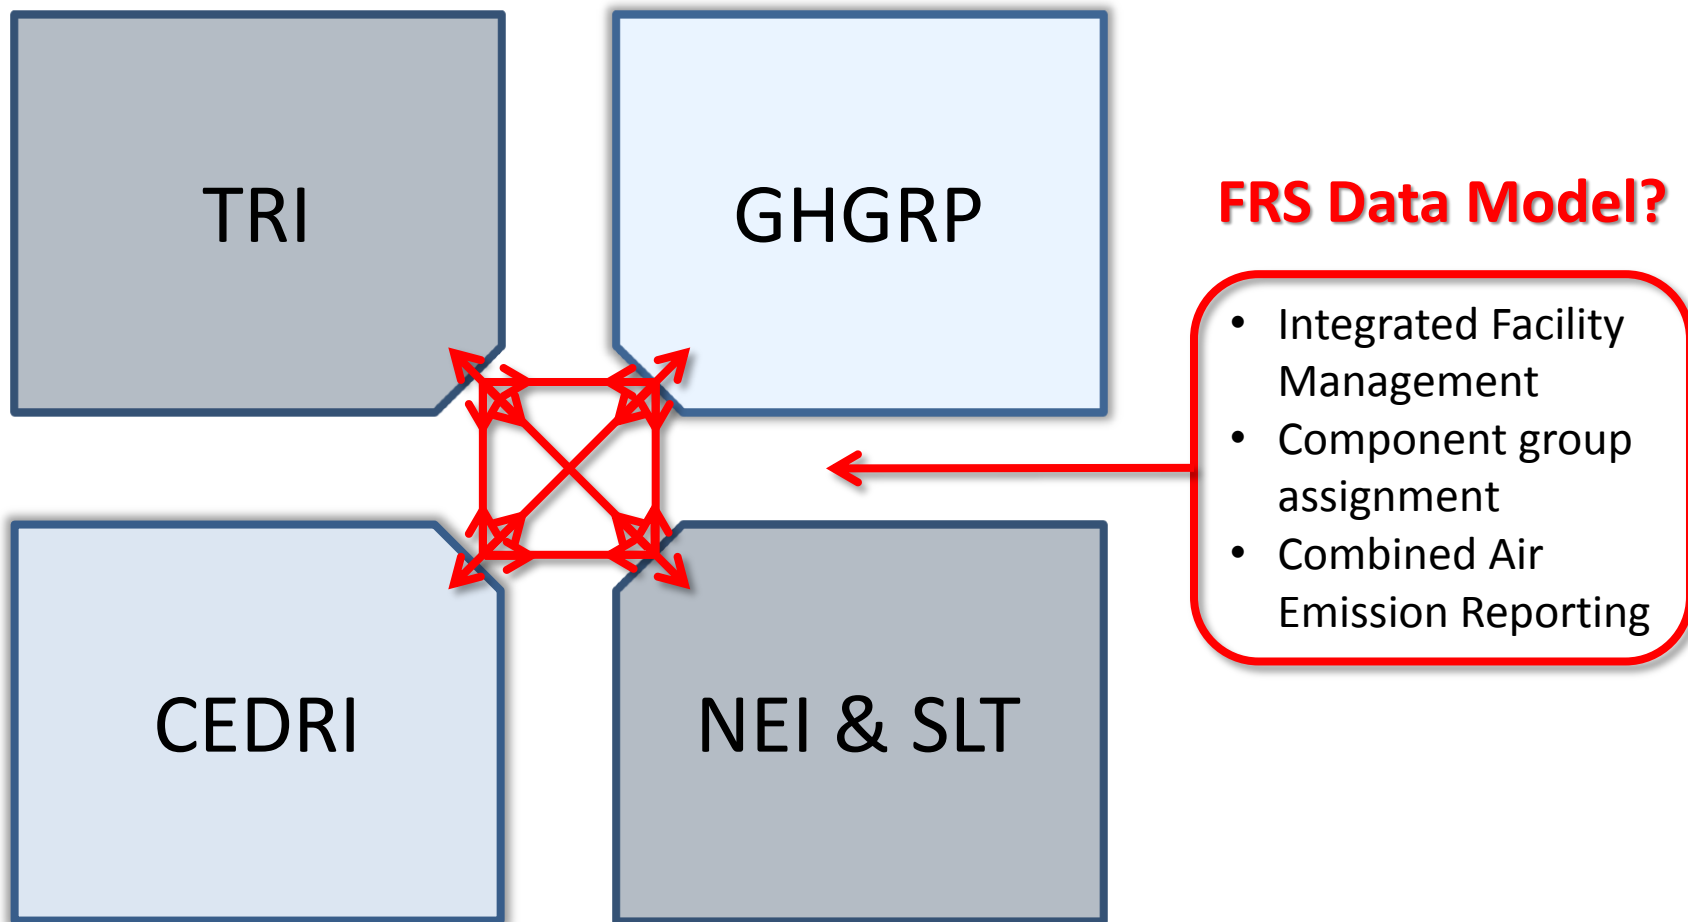 TRI
GHGRP
FRS Data Model?
• Integrated Facility
Management
• Component group
assignment
• Combined Air
Emission Reporting
CEDRI
NEI & SLT